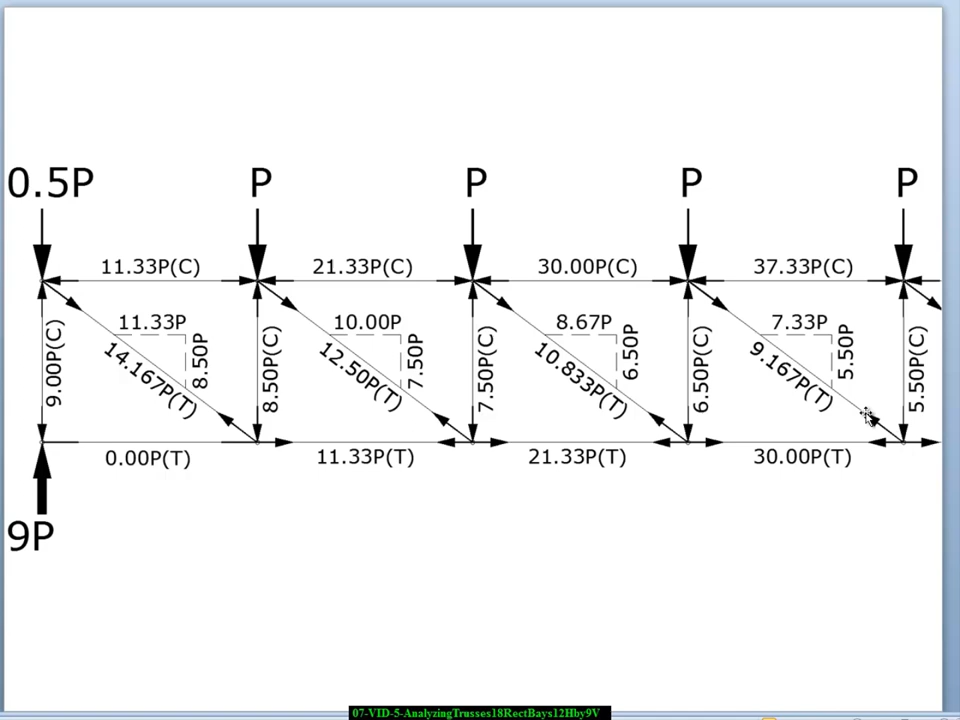 0.5P P P P P
11.33P(C) 21.33P(C) 30.00P(C) 37.33P(C)
11.33P 10.00P 8.67P 7.33P
9.00P(C) 14.167P(T) 8.50P 8.50P(C) 12.50P(T) 7.50P 7.50P(C) 10.833P(T) 6.50P 6.50P(C) 9.167P(T) 5.50P 5.50P(C)
0.00P(T) 11.33P(T) 21.33P(T) 30.00P(T)
9P
07-VID-5-AnalyzingTrusses18RectBays12Hby9V